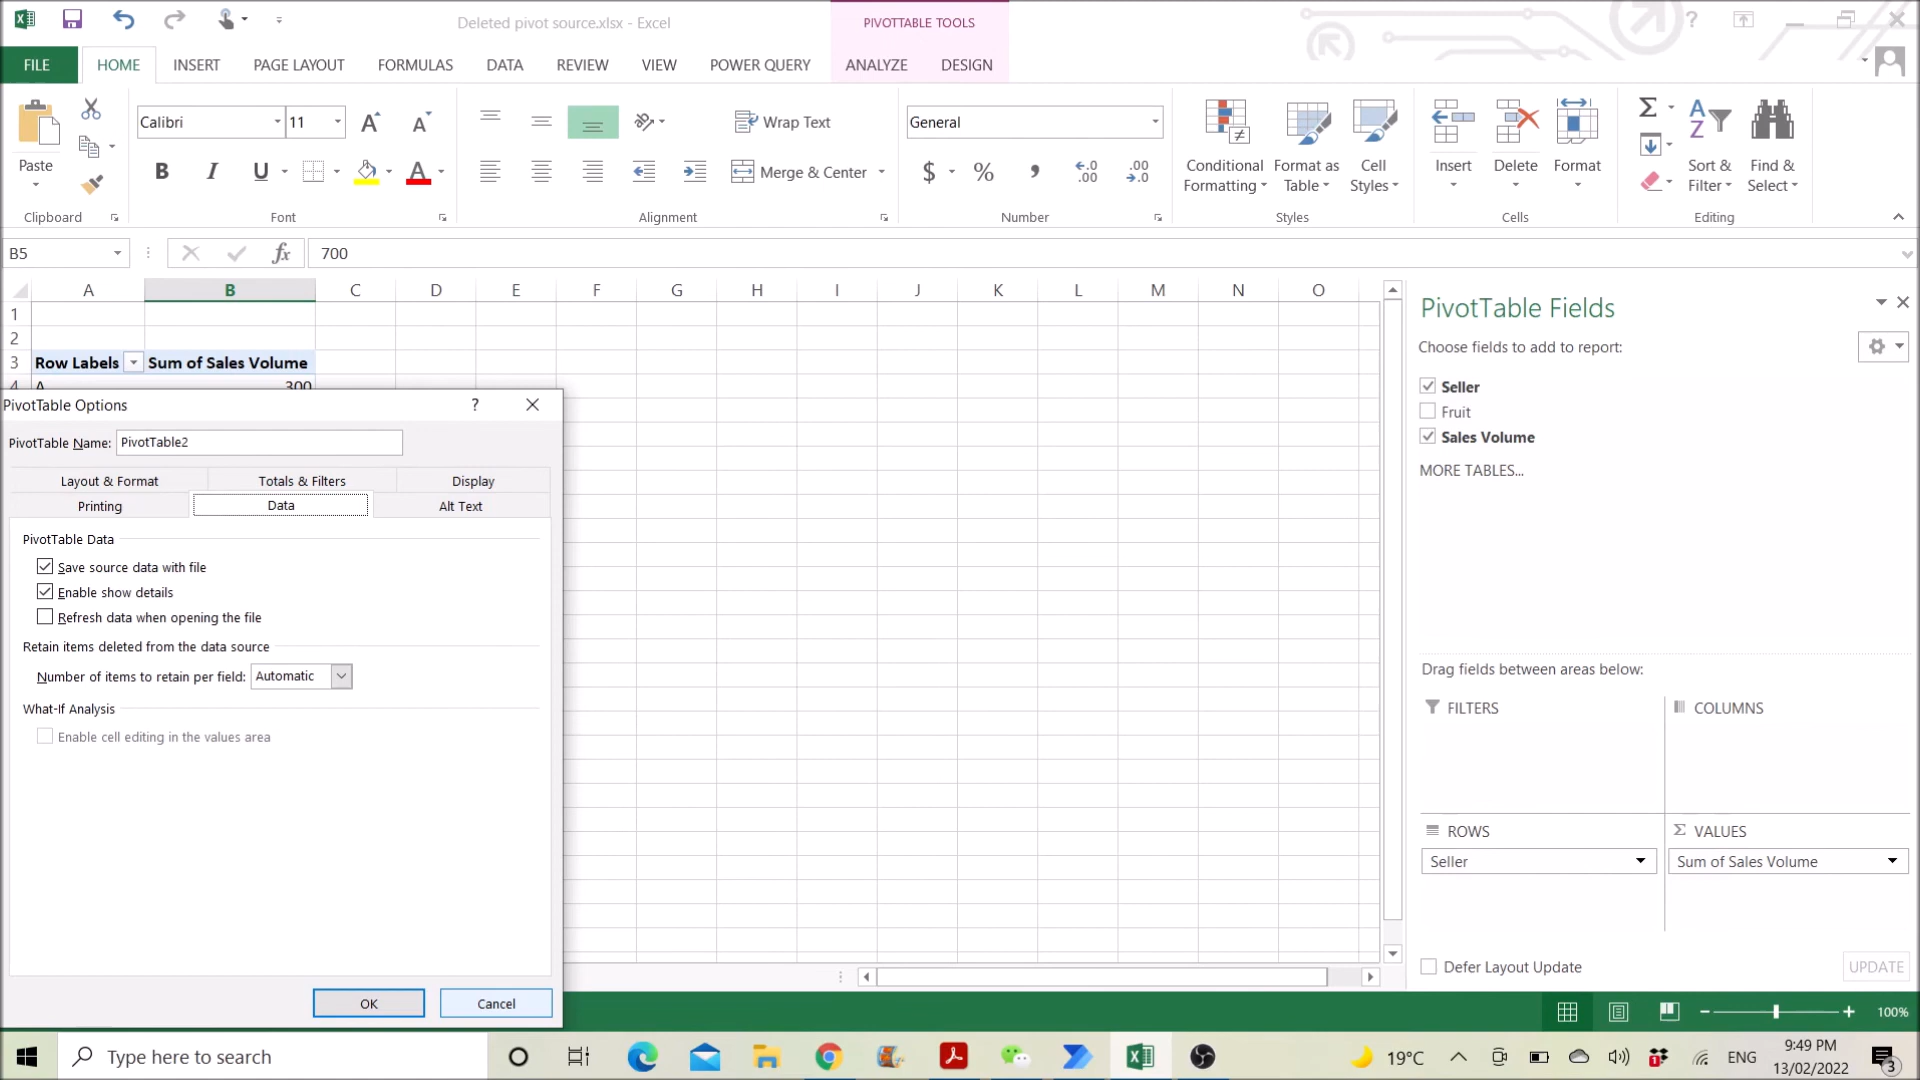 Deleted pivot source.xlsx - Excel
PIVOTTABLE TOOLS
?
FILE
HOME
INSERT
PAGE LAYOUT
FORMULAS
DATA
REVIEW
VIEW
POWER QUERY
ANALYZE
DESIGN
Paste
Clipboard
Calibri
11
B I U
Font
Wrap Text
Merge & Center
Alignment
General
$ %
Number
Conditional
Formatting
Format as
Table
Cell
Styles
Styles
Insert
Delete
Format
Cells
Sort &
Filter
Find &
Select
Editing
B5
fx
700
A B C D E F G H I J K L M N O
1
2
3 Row Labels Sum of Sales Volume
4 A 300
PivotTable Options
?
PivotTable Name: PivotTable2
Layout & Format
Totals & Filters
Display
Printing
Data
Alt Text
PivotTable Data
Save source data with file
Enable show details
Refresh data when opening the file
Retain items deleted from the data source
Number of items to retain per field: Automatic
What-If Analysis
Enable cell editing in the values area
OK
Cancel
PivotTable Fields
Choose fields to add to report:
Seller
Fruit
Sales Volume
MORE TABLES...
Drag fields between areas below:
FILTERS
COLUMNS
ROWS
Σ VALUES
Seller
Sum of Sales Volume
Defer Layout Update
UPDATE
100%
Type here to search
19°C
ENG
9:49 PM
13/02/2022
3